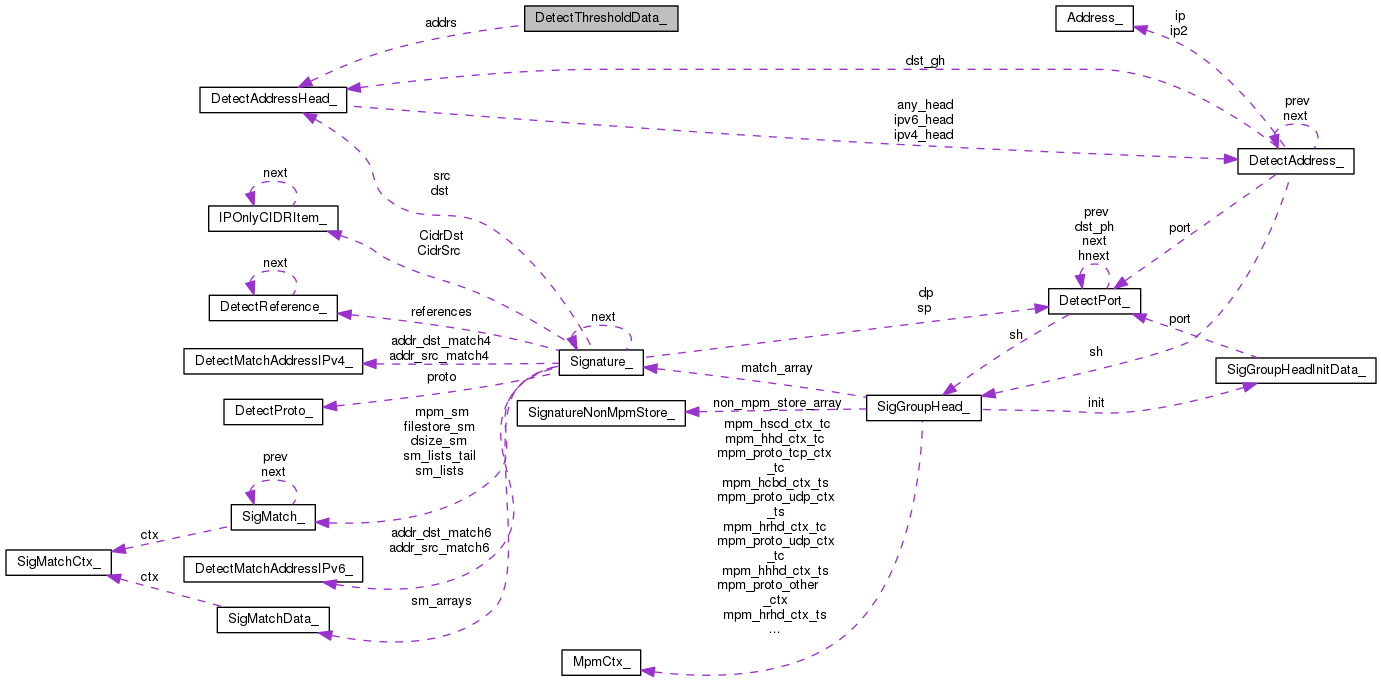 DetectThresholdData_
Address_
addrs
ip
ip2
dst_gh
DetectAddressHead_
any_head
ipv6_head
ipv4_head
prev
next
DetectAddress_
src
dst
next
IPOnlyCIDRItem_
CidrDst
CidrSrc
prev
dst_ph
next
hnext
port
next
DetectReference_
references
dp
sp
DetectPort_
port
sh
sh
next
DetectMatchAddressIPv4_
addr_dst_match4
addr_src_match4
Signature_
match_array
SigGroupHeadInitData_
proto
DetectProto_
SignatureNonMpmStore_
non_mpm_store_array
SigGroupHead_
init
mpm_sm
filestore_sm
dsize_sm
sm_lists_tail
sm_lists
mpm_hscd_ctx_tc
mpm_hhd_ctx_tc
mpm_proto_tcp_ctx
_tc
mpm_hcbd_ctx_ts
mpm_proto_udp_ctx
_ts
mpm_hrhd_ctx_tc
mpm_proto_udp_ctx
_tc
mpm_hhhd_ctx_ts
mpm_proto_other
_ctx
mpm_hrhd_ctx_ts
...
prev
next
SigMatch_
ctx
SigMatchCtx_
addr_dst_match6
addr_src_match6
DetectMatchAddressIPv6_
ctx
sm_arrays
SigMatchData_
MpmCtx_